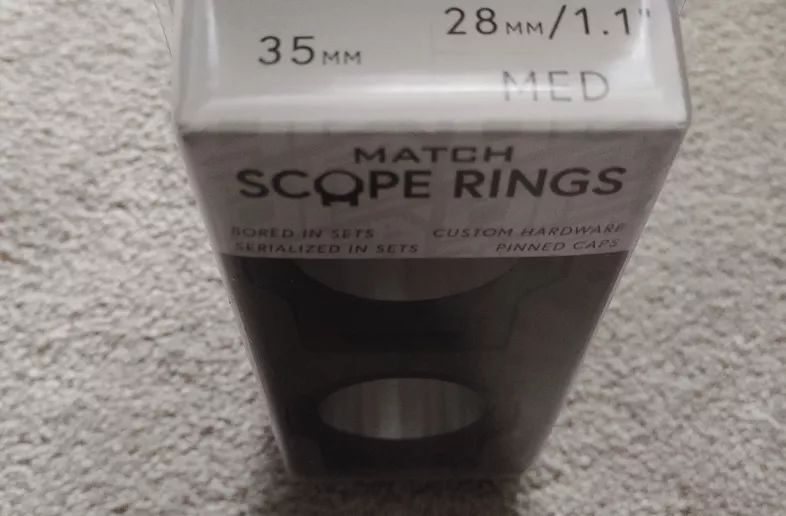 35MM
28MM/1.1"
MED
MATCH
SCOPE RINGS
BORED IN SETS
CUSTOM HARDWARE
SERIALIZED IN SETS
PINNED CAPS